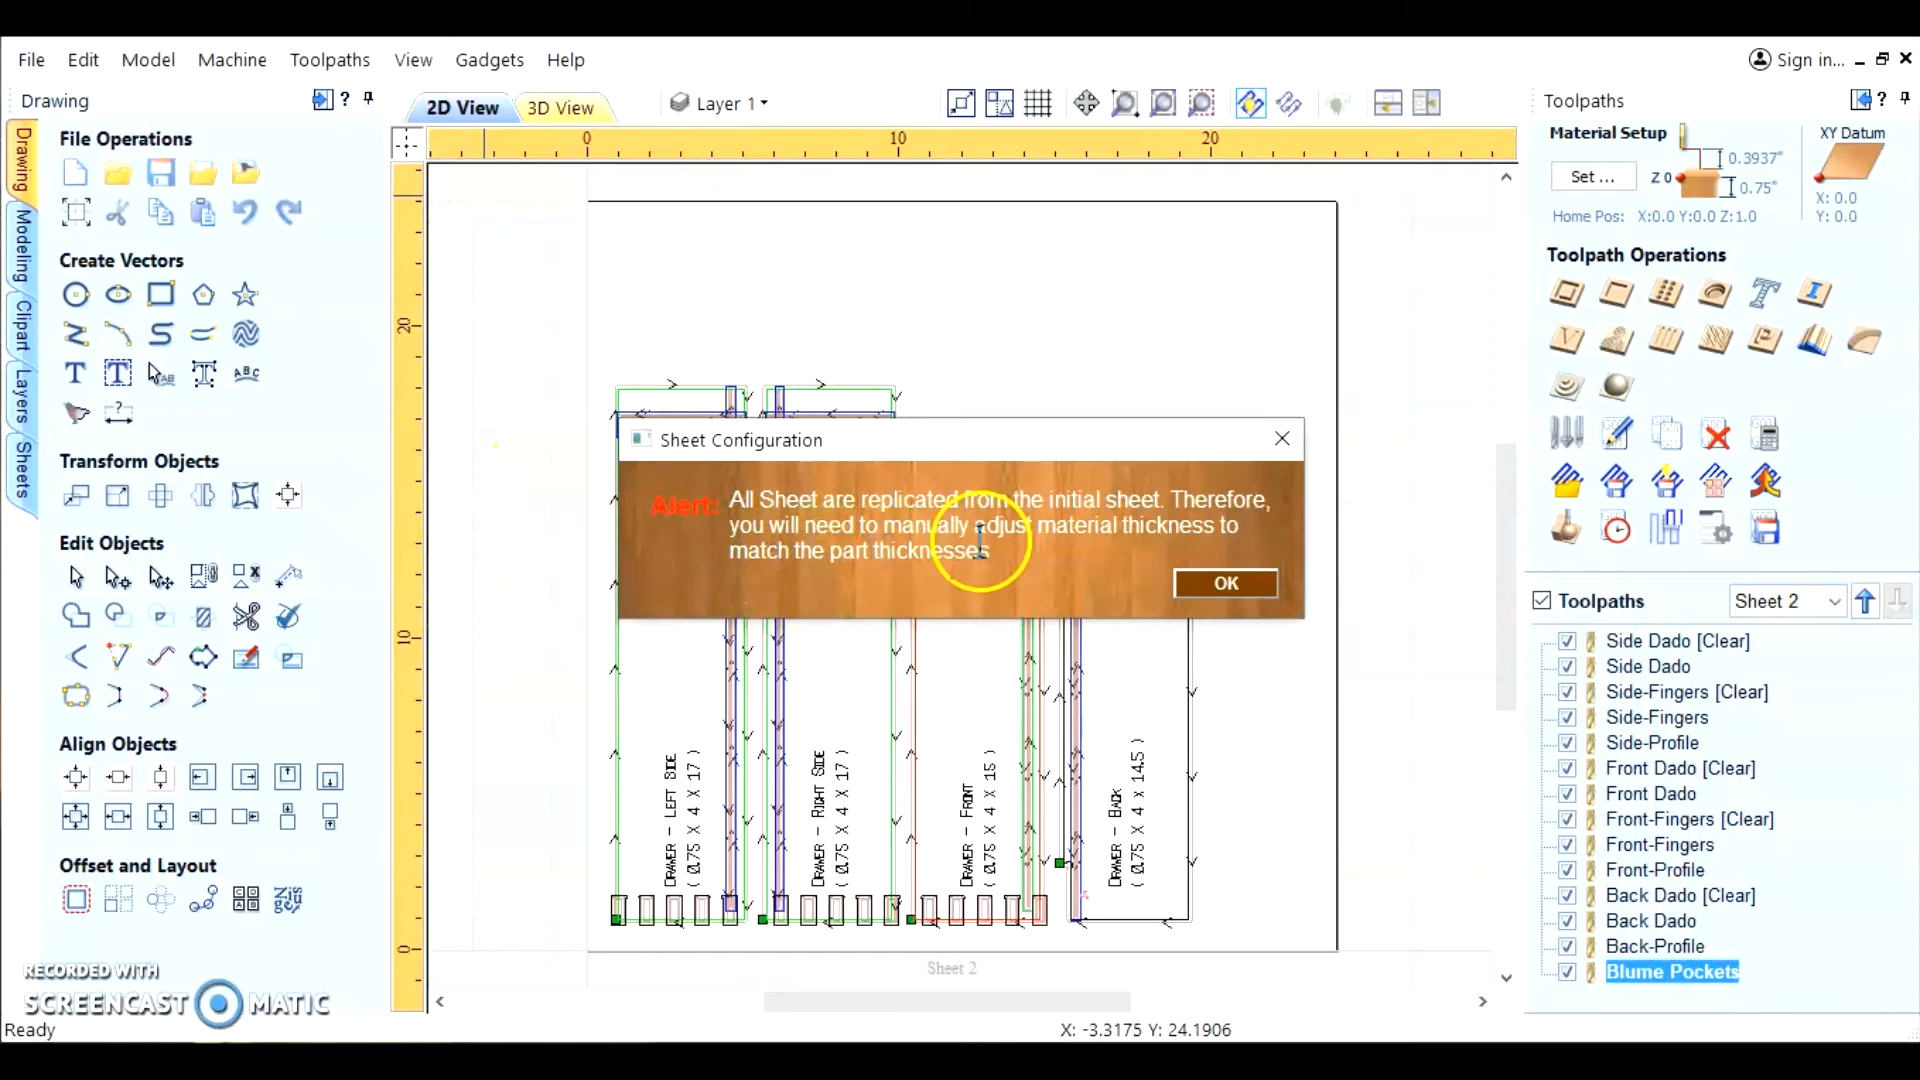 File Edit Model Machine Toolpaths View Gadgets Help
Sign in...
Drawing
2D View 3D View
Layer 1
Toolpaths
Drawing
Modeling
Clipart
Layers
Sheets
File Operations
Create Vectors
Transform Objects
Edit Objects
Align Objects
Offset and Layout
0 10 20
20
10
0
Material Setup
Set ...
Z 0
0.3937"
0.75"
Home Pos: X:0.0 Y:0.0 Z:1.0
XY Datum
X: 0.0
Y: 0.0
Toolpath Operations
Sheet Configuration
Alert: All Sheet are replicated from the initial sheet. Therefore,
you will need to manually adjust material thickness to
match the part thicknesses
OK
DRAWER - LEFT SIDE
( 0.75 X 4 X 17 )
DRAWER - RIGHT SIDE
( 0.75 X 4 X 17 )
DRAWER - FRONT
( 0.75 X 4 X 15 )
DRAWER - BACK
( 0.75 X 4 X 14.5 )
Sheet 2
Toolpaths Sheet 2
Side Dado [Clear]
Side Dado
Side-Fingers [Clear]
Side-Fingers
Side-Profile
Front Dado [Clear]
Front Dado
Front-Fingers [Clear]
Front-Fingers
Front-Profile
Back Dado [Clear]
Back Dado
Back-Profile
Blume Pockets
RECORDED WITH
SCREENCAST MATIC
Ready
X: -3.3175 Y: 24.1906